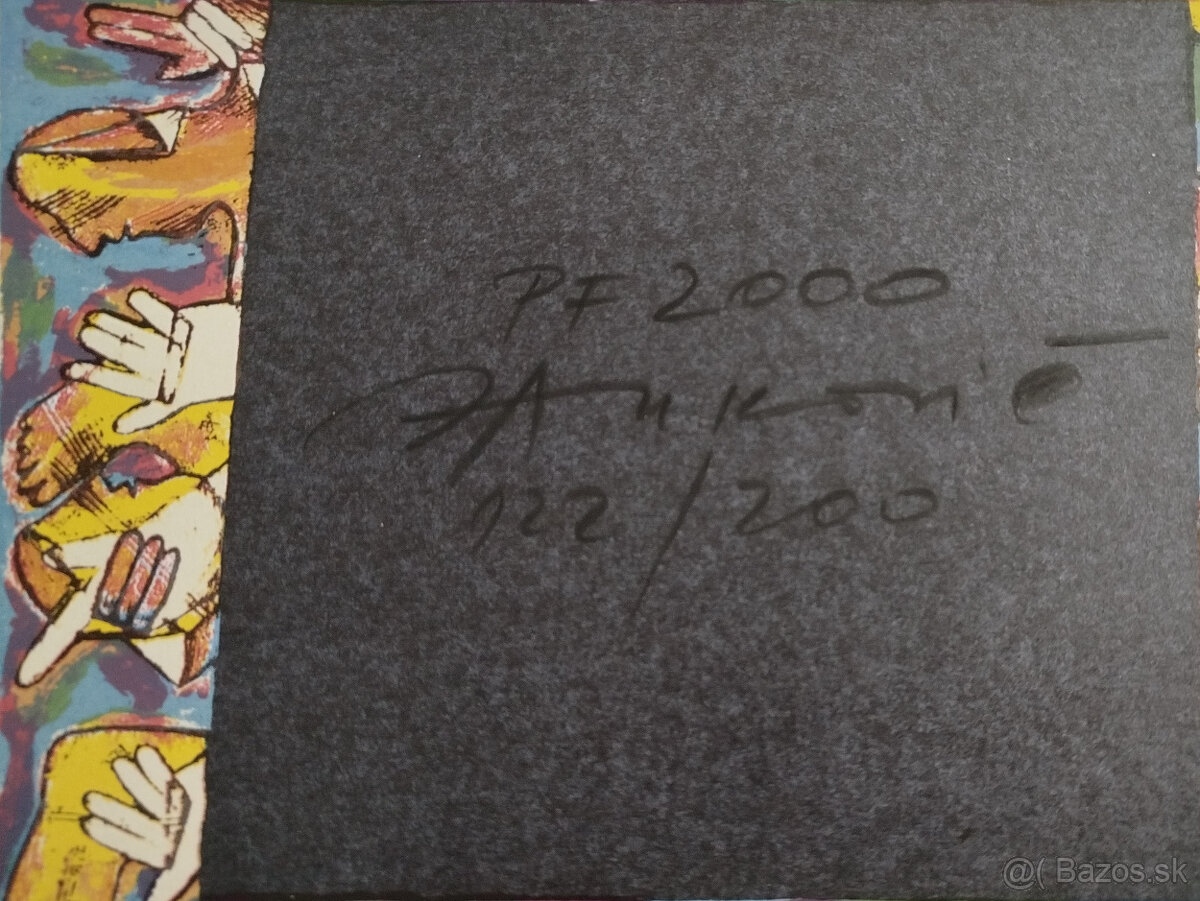 PF 2000
JANKOVIČ
122/200
@( Bazos.sk